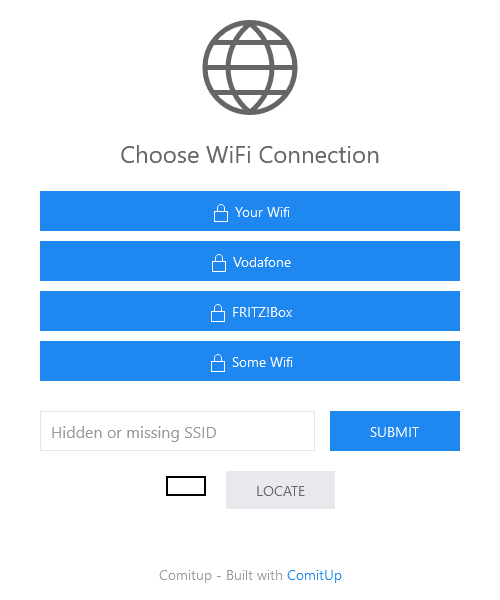 Choose WiFi Connection
Your Wifi
Vodafone
FRITZ!Box
Some Wifi
Hidden or missing SSID
SUBMIT
LOCATE
Comitup - Built with ComitUp